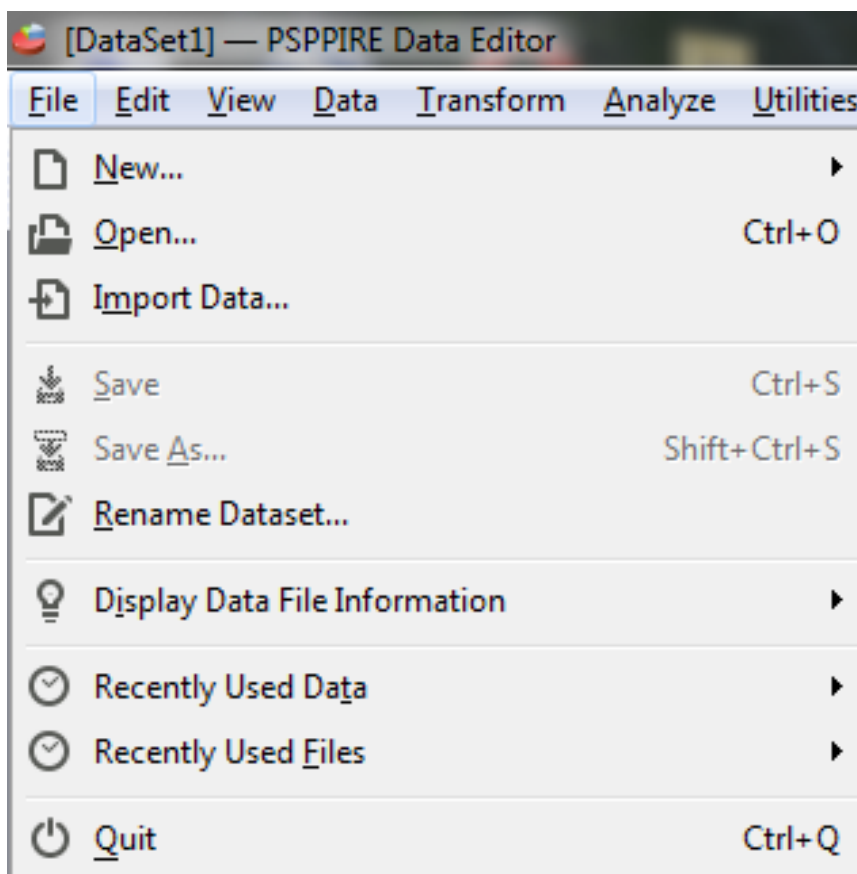 [DataSet1] — PSPPIRE Data Editor
File Edit View Data Transform Analyze Utilities
New...
Open... Ctrl+O
Import Data...
Save Ctrl+S
Save As... Shift+Ctrl+S
Rename Dataset...
Display Data File Information
Recently Used Data
Recently Used Files
Quit Ctrl+Q